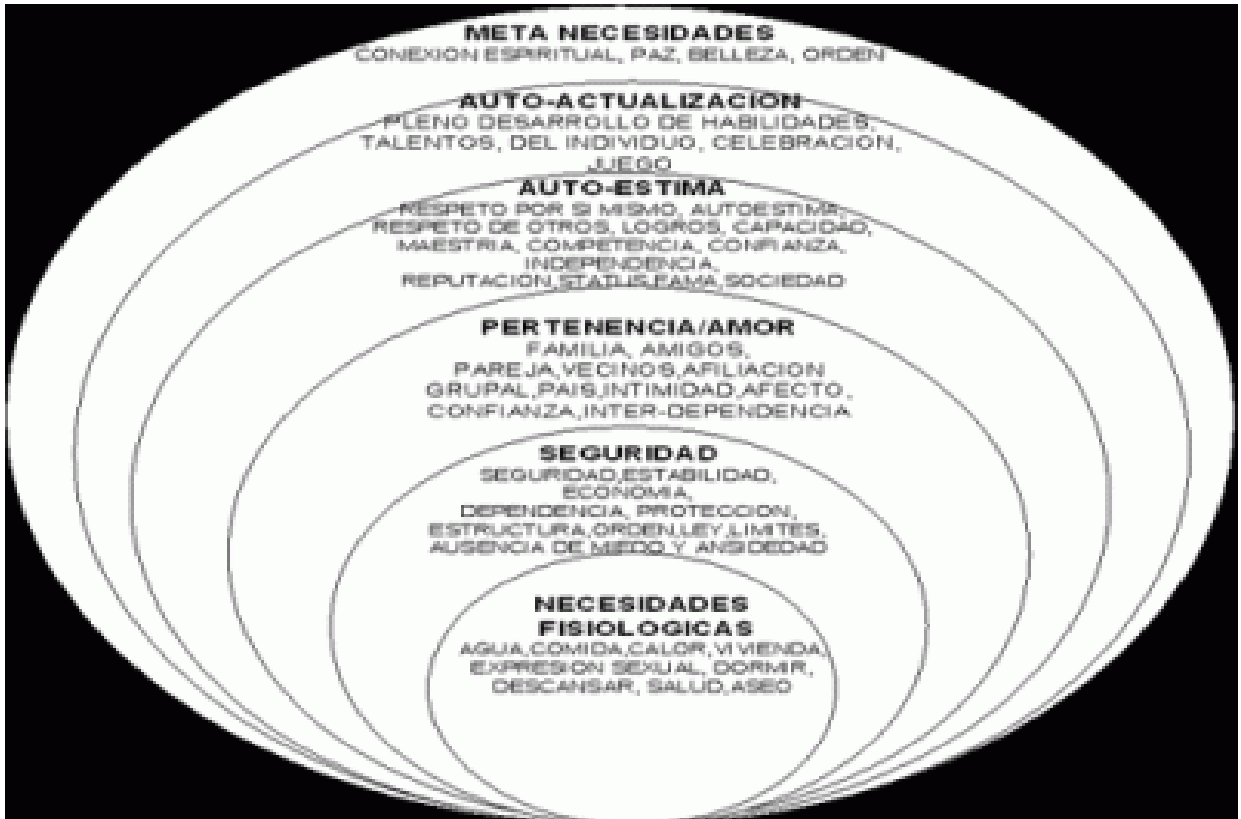 META NECESIDADES
CONEXION ESPIRITUAL, PAZ, BELLEZA, ORDEN
AUTO-ACTUALIZACION
PLENO DESARROLLO DE HABILIDADES,
TALENTOS, DEL INDIVIDUO, CELEBRACION,
JUEGO
AUTO-ESTIMA
RESPETO POR SI MISMO, AUTOESTIMA,
RESPETO DE OTROS, LOGROS, CAPACIDAD,
MAESTRIA, COMPETENCIA, CONFIANZA,
INDEPENDENCIA,
REPUTACION,STATUS,FAMA,SOCIEDAD
PERTENENCIA/AMOR
FAMILIA, AMIGOS,
PAREJA,VECINOS,AFILIACION
GRUPAL,PAIS,INTIMIDAD,AFECTO,
CONFIANZA,INTER-DEPENDENCIA
SEGURIDAD
SEGURIDAD,ESTABILIDAD,
ECONOMIA,
DEPENDENCIA, PROTECCION,
ESTRUCTURA,ORDEN,LEY,LIMITES,
AUSENCIA DE MIEDO Y ANSIDEDAD
NECESIDADES
FISIOLOGICAS
AGUA,COMIDA,CALOR,VIVIENDA,
EXPRESION SEXUAL, DORMIR,
DESCANSAR, SALUD,ASEO